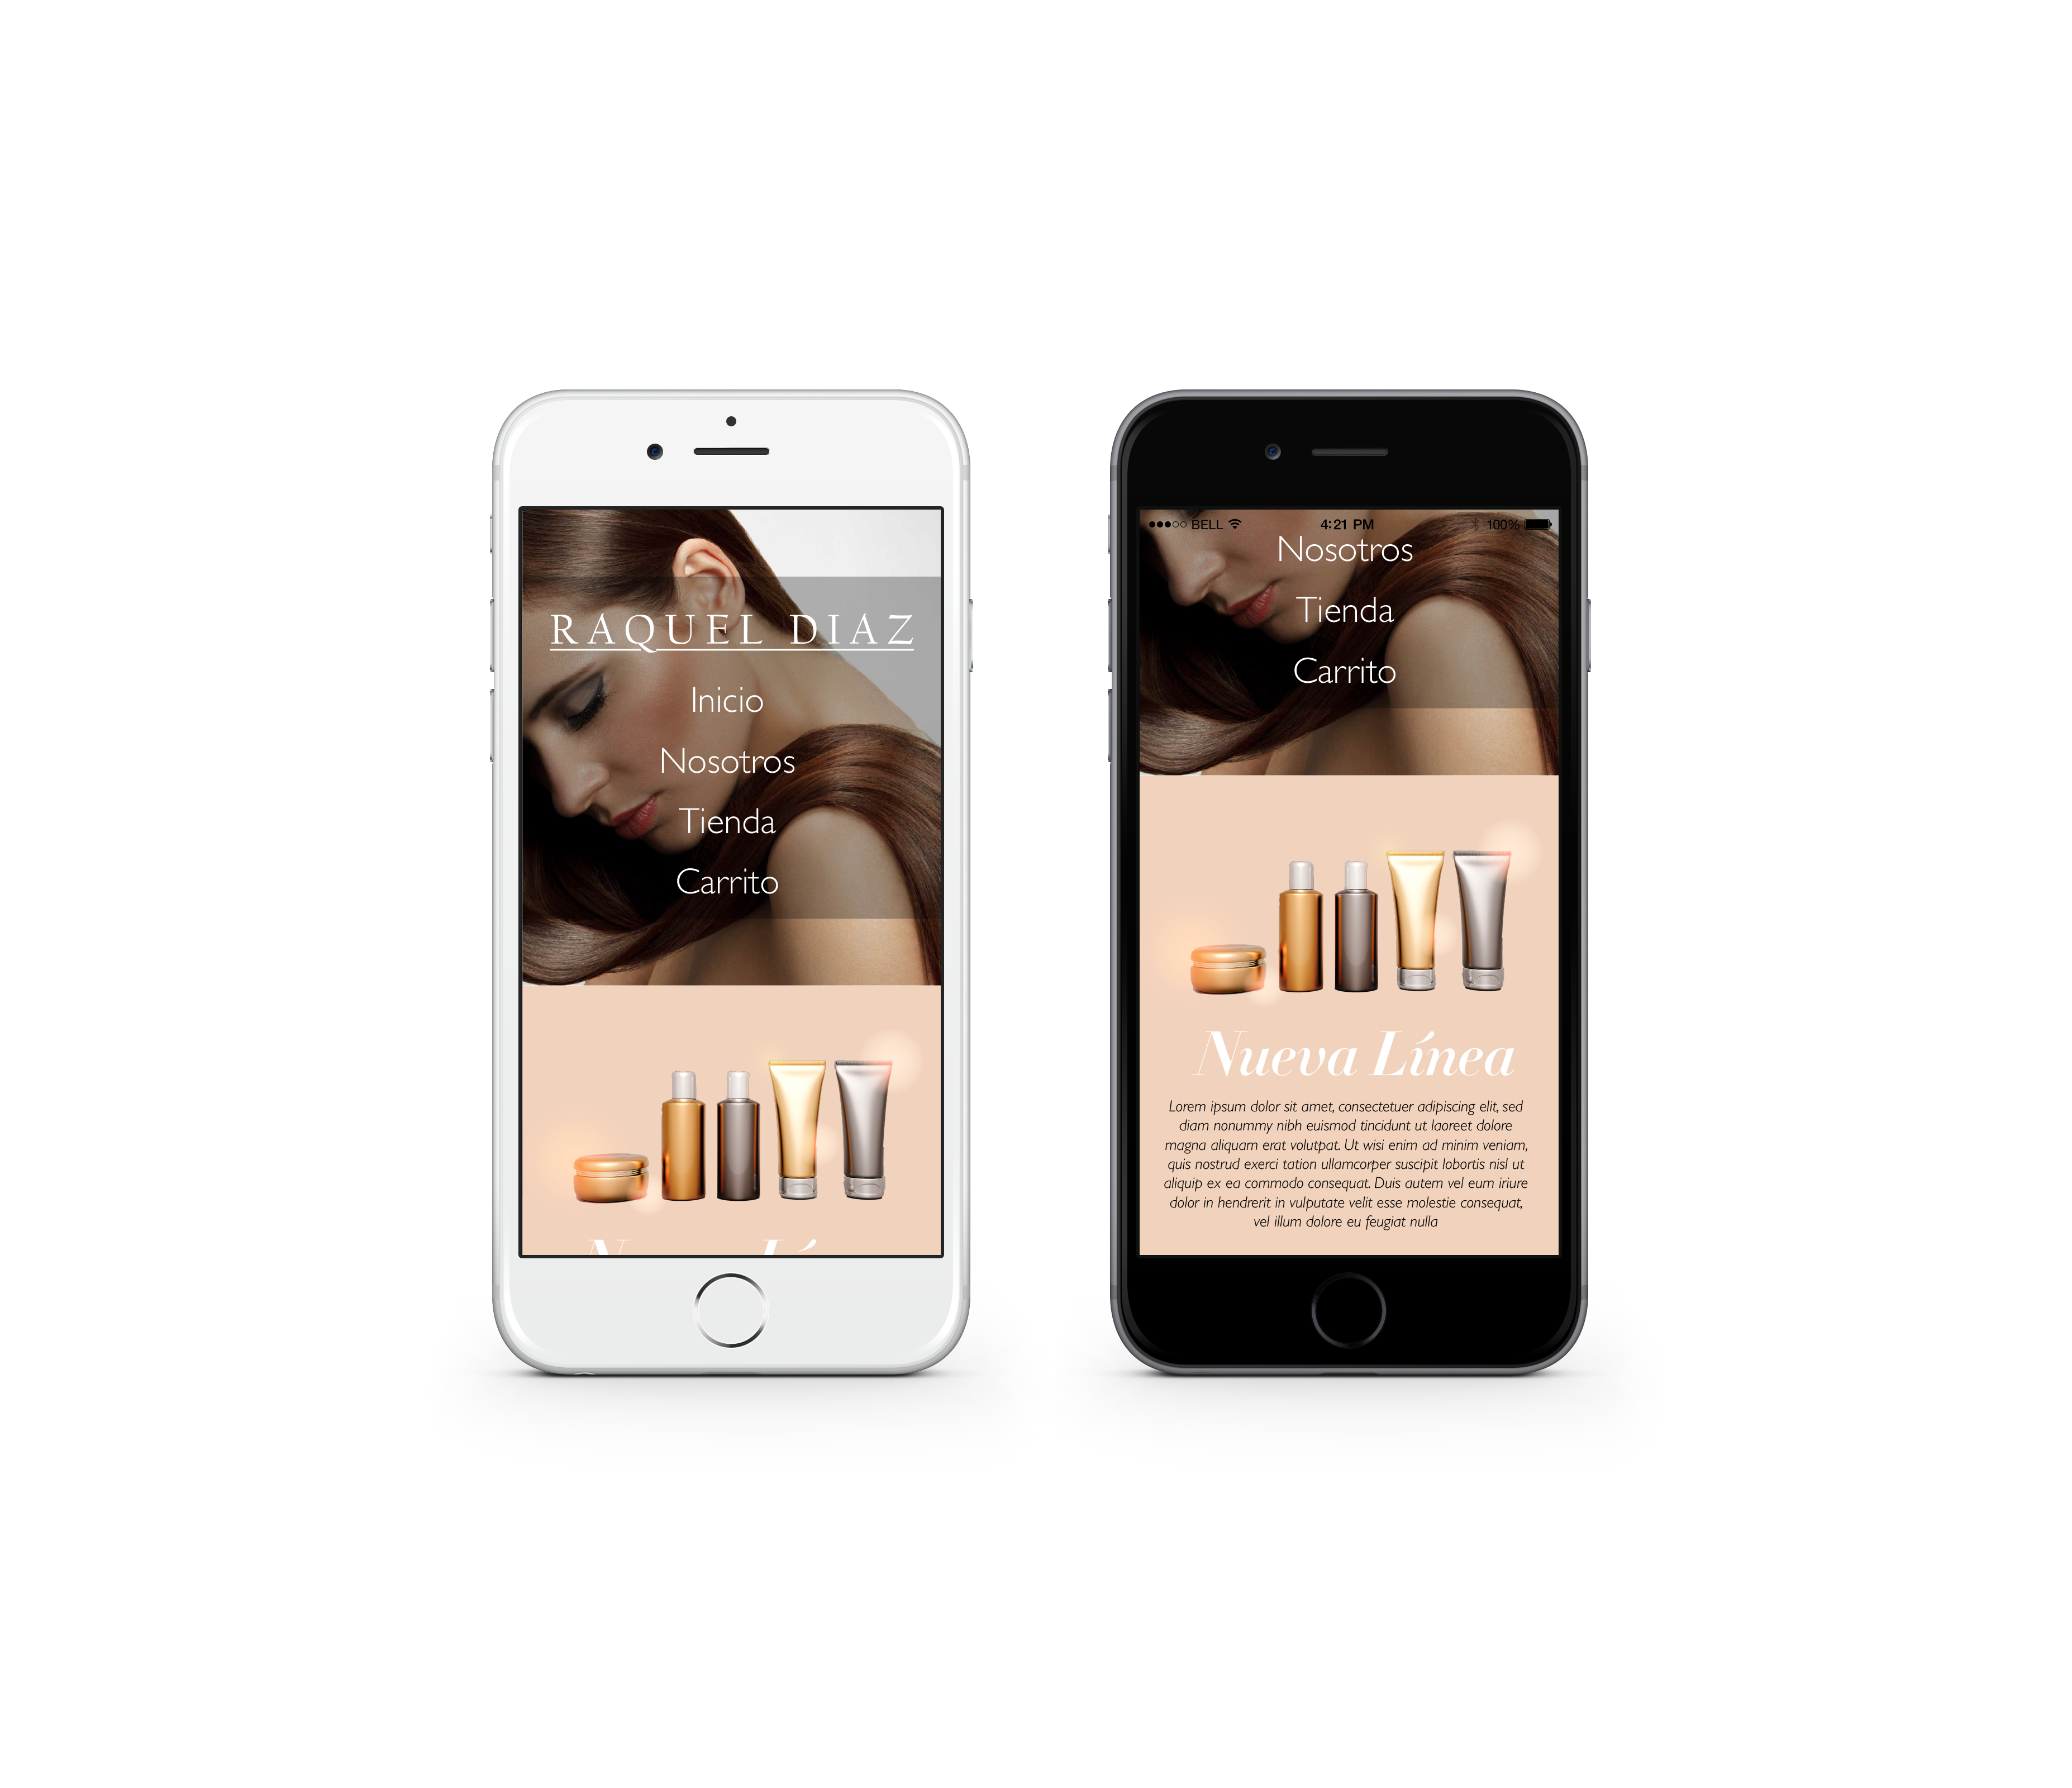 RAQUEL DIAZ
Inicio
Nosotros
Tienda
Carrito
BELL 4:21 PM 100%
Nosotros
Tienda
Carrito
Nueva Línea
Lorem ipsum dolor sit amet, consectetuer adipiscing elit, sed
diam nonummy nibh euismod tincidunt ut laoreet dolore
magna aliquam erat volutpat. Ut wisi enim ad minim veniam,
quis nostrud exerci tation ullamcorper suscipit lobortis nisl ut
aliquip ex ea commodo consequat. Duis autem vel eum iriure
dolor in hendrerit in vulputate velit esse molestie consequat,
vel illum dolore eu feugiat nulla